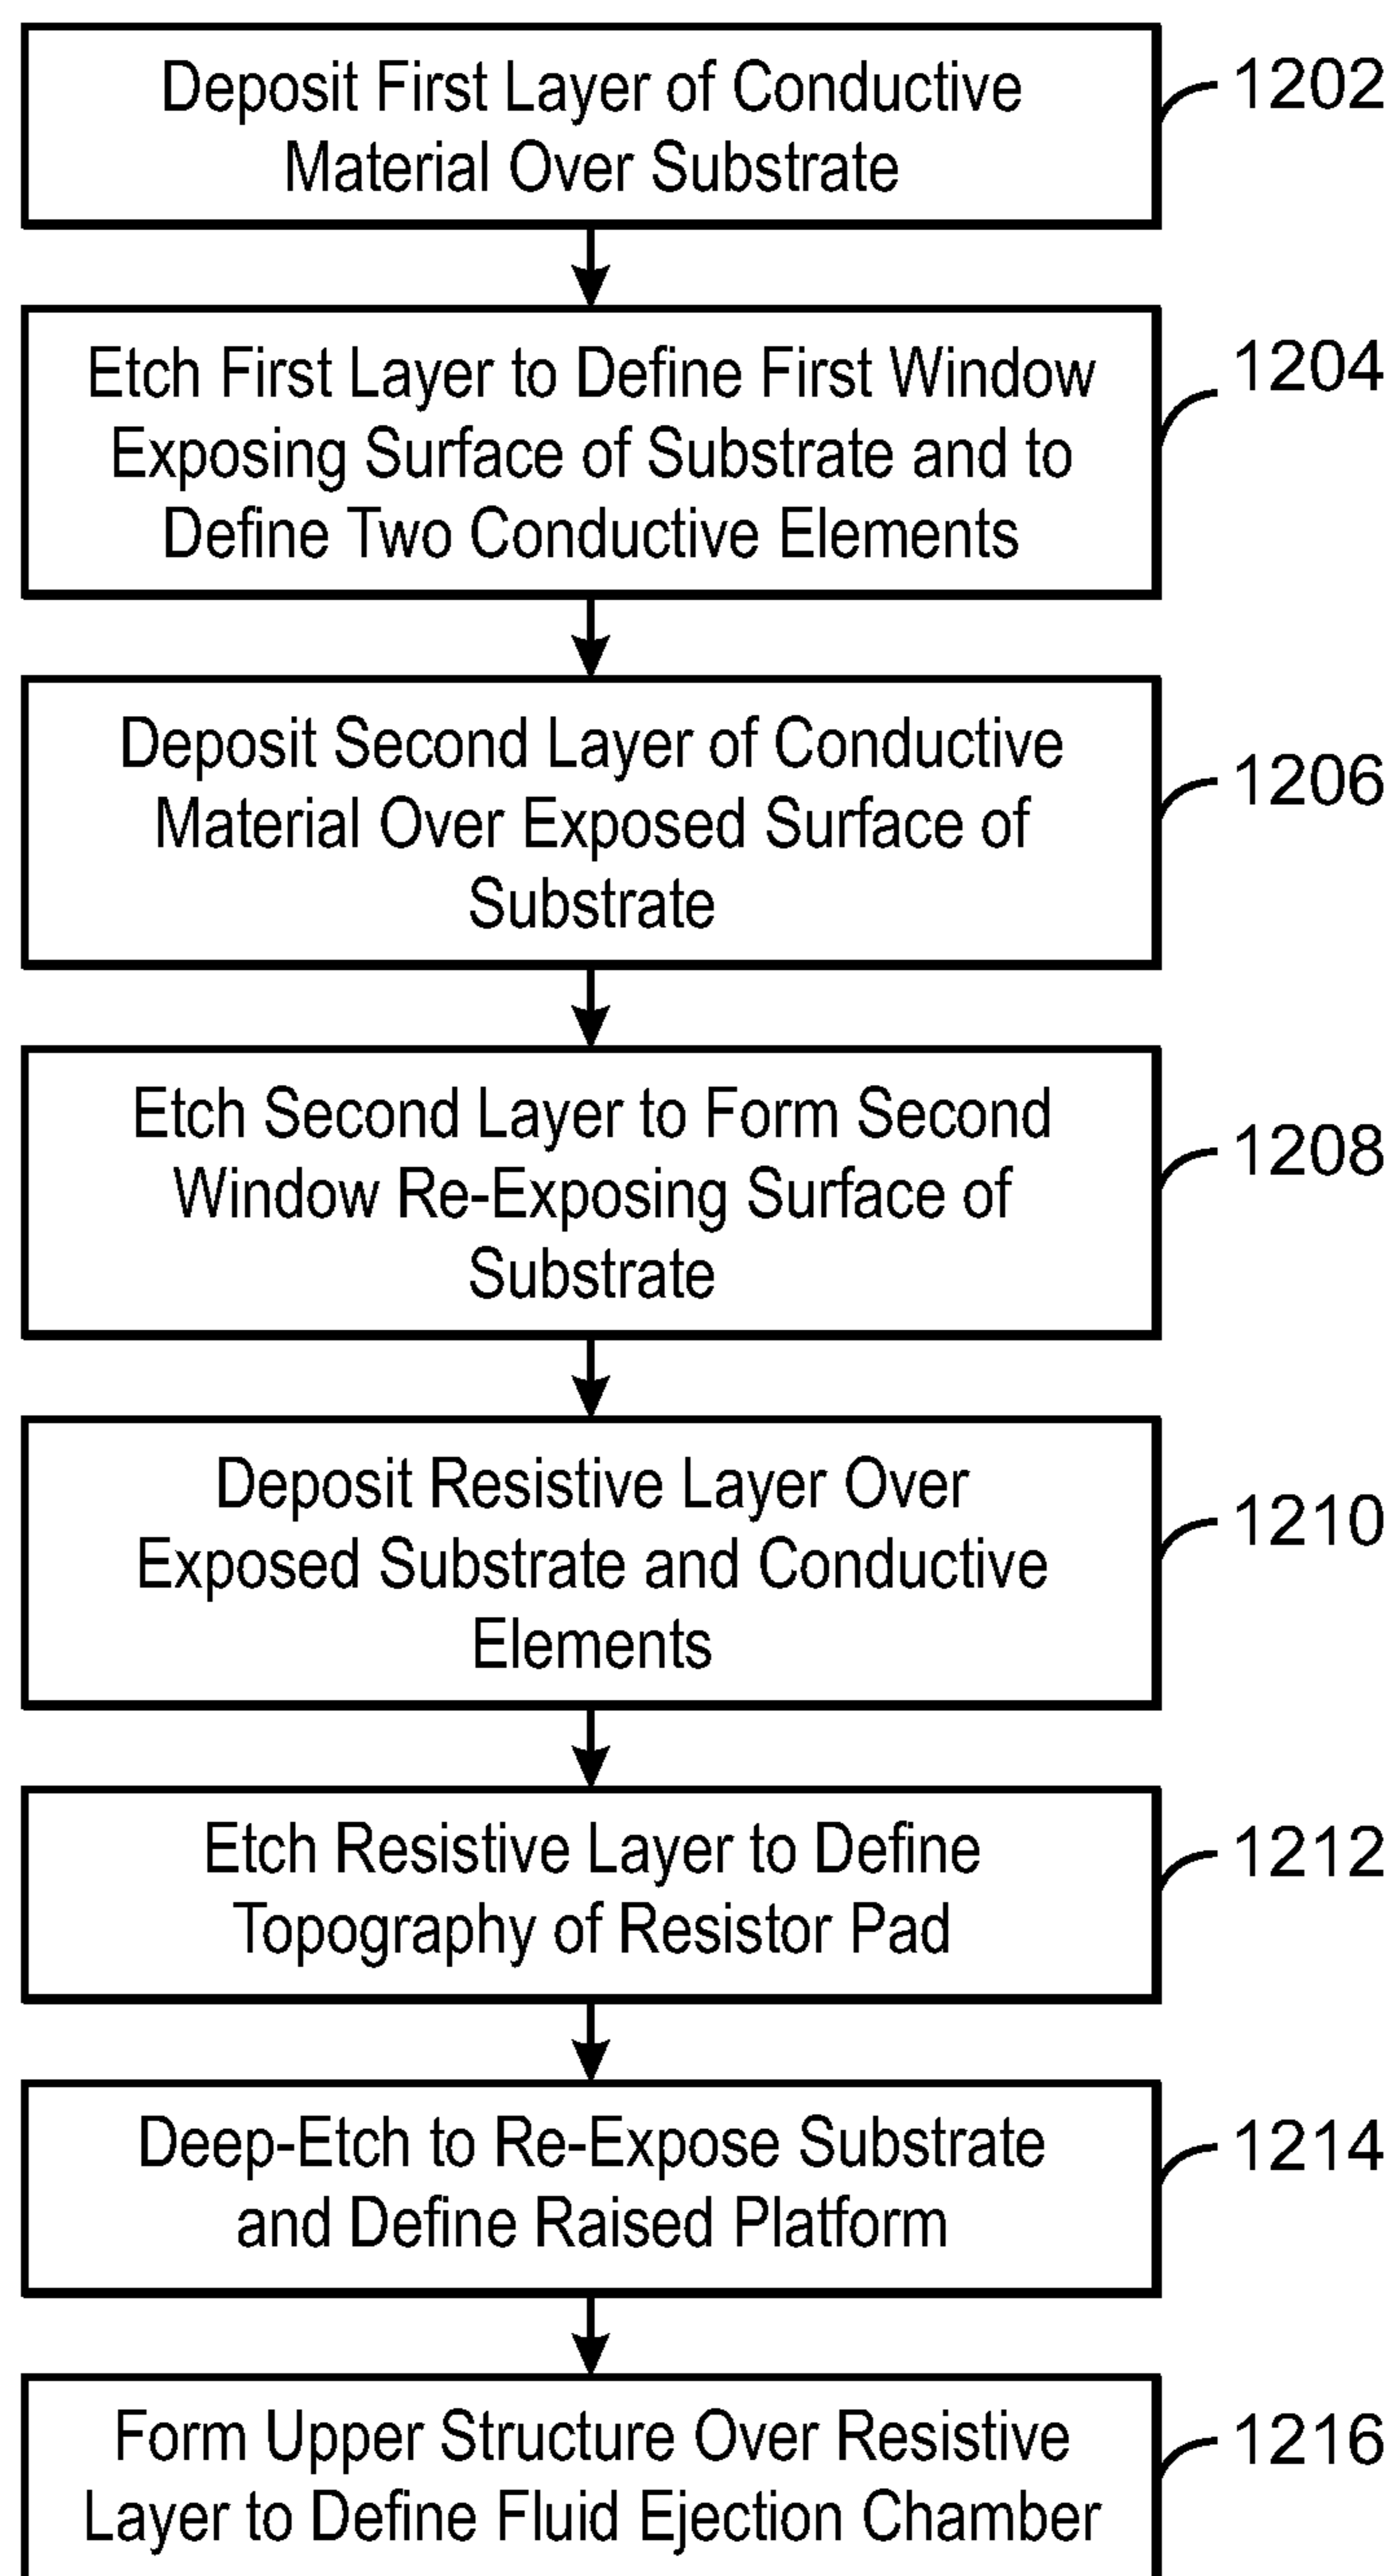 Deposit First Layer of Conductive
Material Over Substrate
1202
Etch First Layer to Define First Window
Exposing Surface of Substrate and to
Define Two Conductive Elements
1204
Deposit Second Layer of Conductive
Material Over Exposed Surface of
Substrate
1206
Etch Second Layer to Form Second
Window Re-Exposing Surface of
Substrate
1208
Deposit Resistive Layer Over
Exposed Substrate and Conductive
Elements
1210
Etch Resistive Layer to Define
Topography of Resistor Pad
1212
Deep-Etch to Re-Expose Substrate
and Define Raised Platform
1214
Form Upper Structure Over Resistive
Layer to Define Fluid Ejection Chamber
1216